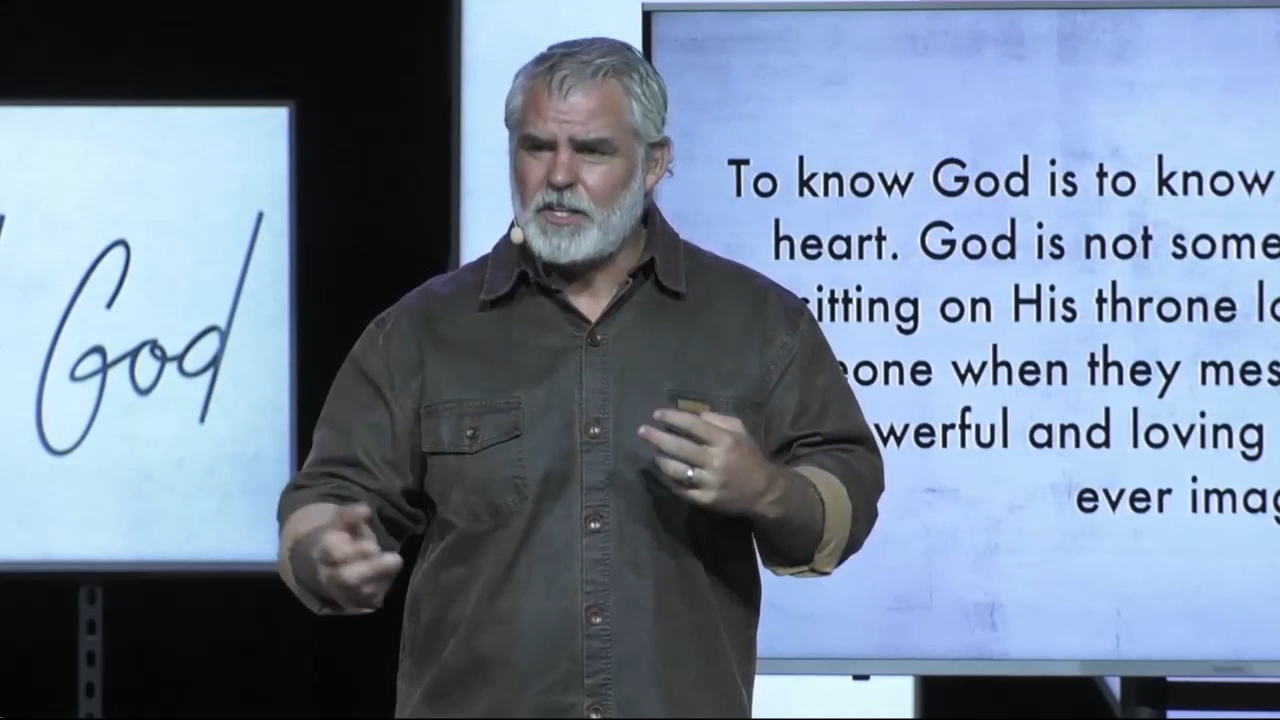 God
To know God is to know
heart. God is not some
sitting on His throne lo
eone when they mes
werful and loving
ever imag